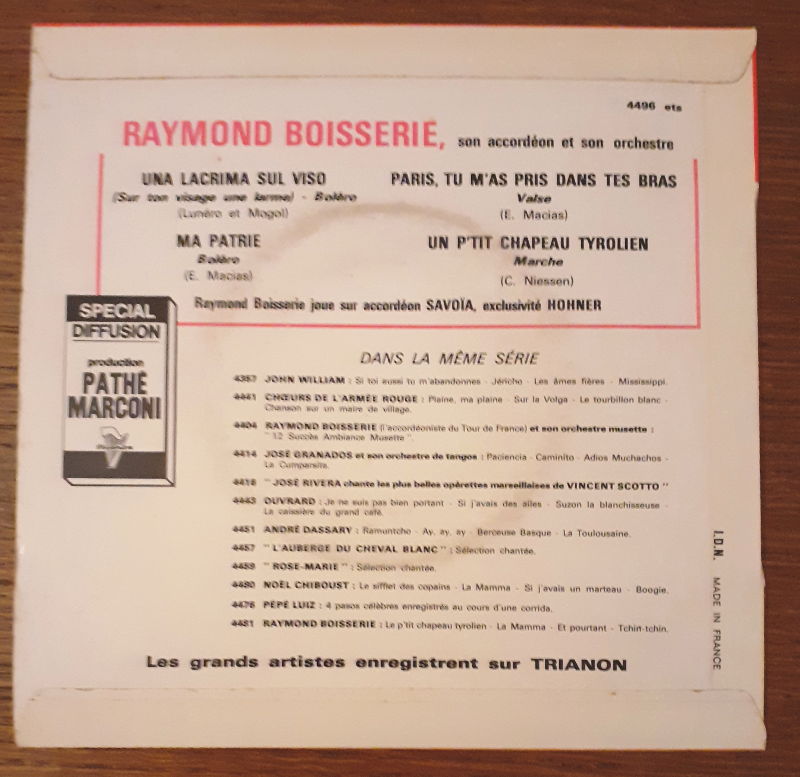 4496 ets
RAYMOND BOISSERIE, son accordéon et son orchestre
UNA LACRIMA SUL VISO
(Sur ton visage une larme) - Boléro
(Lunéro et Mogol)
PARIS, TU M'AS PRIS DANS TES BRAS
Valse
(E. Macias)
MA PATRIE
Boléro
(E. Macias)
UN P'TIT CHAPEAU TYROLIEN
Marche
(C. Niessen)
Raymond Boisserie joue sur accordéon SAVOÏA, exclusivité HOHNER
SPECIAL
DIFFUSION
production
PATHÉ
MARCONI
DANS LA MÊME SÉRIE
4357 JOHN WILLIAM : Si toi aussi tu m'abandonnes - Jéricho - Les âmes fières - Mississippi.
4441 CHŒURS DE L'ARMÉE ROUGE : Plaine, ma plaine - Sur la Volga - Le tourbillon blanc -
Chanson sur un maire de village.
4404 RAYMOND BOISSERIE (l'accordéoniste du Tour de France) et son orchestre musette :
" 12 Succès Ambiance Musette ".
4414 JOSÉ GRANADOS et son orchestre de tangos : Paciencia - Caminito - Adios Muchachos -
La Cumparsita.
4418 " JOSÉ RIVERA chante les plus belles opérettes marseillaises de VINCENT SCOTTO "
4443 OUVRARD : Je ne suis pas bien portant - Si j'avais des ailes - Suzon la blanchisseuse -
La caissière du grand café.
4451 ANDRÉ DASSARY : Ramuntcho - Ay, ay, ay - Berceuse Basque - La Toulousaine.
4457 " L'AUBERGE DU CHEVAL BLANC " : Sélection chantée.
4459 " ROSE-MARIE " : Sélection chantée.
4480 NOËL CHIBOUST : Le sifflet des copains - La Mamma - Si j'avais un marteau - Boogie.
4476 PÉPÉ LUIZ : 4 pasos célèbres enregistrés au cours d'une corrida.
4481 RAYMOND BOISSERIE : Le p'tit chapeau tyrolien - La Mamma - Et pourtant - Tchin-tchin.
Les grands artistes enregistrent sur TRIANON
I.D.N. MADE IN FRANCE